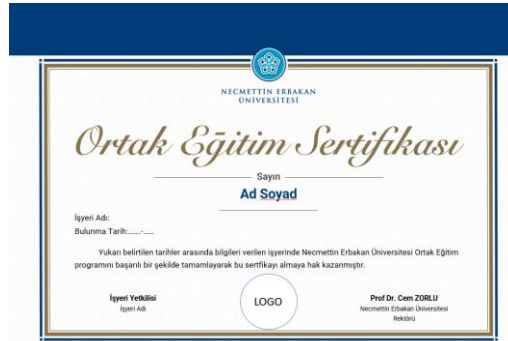 NECMETTİN ERBAKAN
ÜNİVERSİTESİ
Ortak Eğitim Sertifikası
Sayın
Ad Soyad
İşyeri Adı:
Bulunma Tarih:......-.....
Yukarı belirtilen tarihler arasında bilgileri verilen işyerinde Necmettin Erbakan Üniversitesi Ortak Eğitim
programını başarılı bir şekilde tamamlayarak bu sertfikayı almaya hak kazanmıştır.
İşyeri Yetkilisi
İşyeri Adı
LOGO
Prof Dr. Cem ZORLU
Necmettin Erbakan Üniversitesi
Rektörü